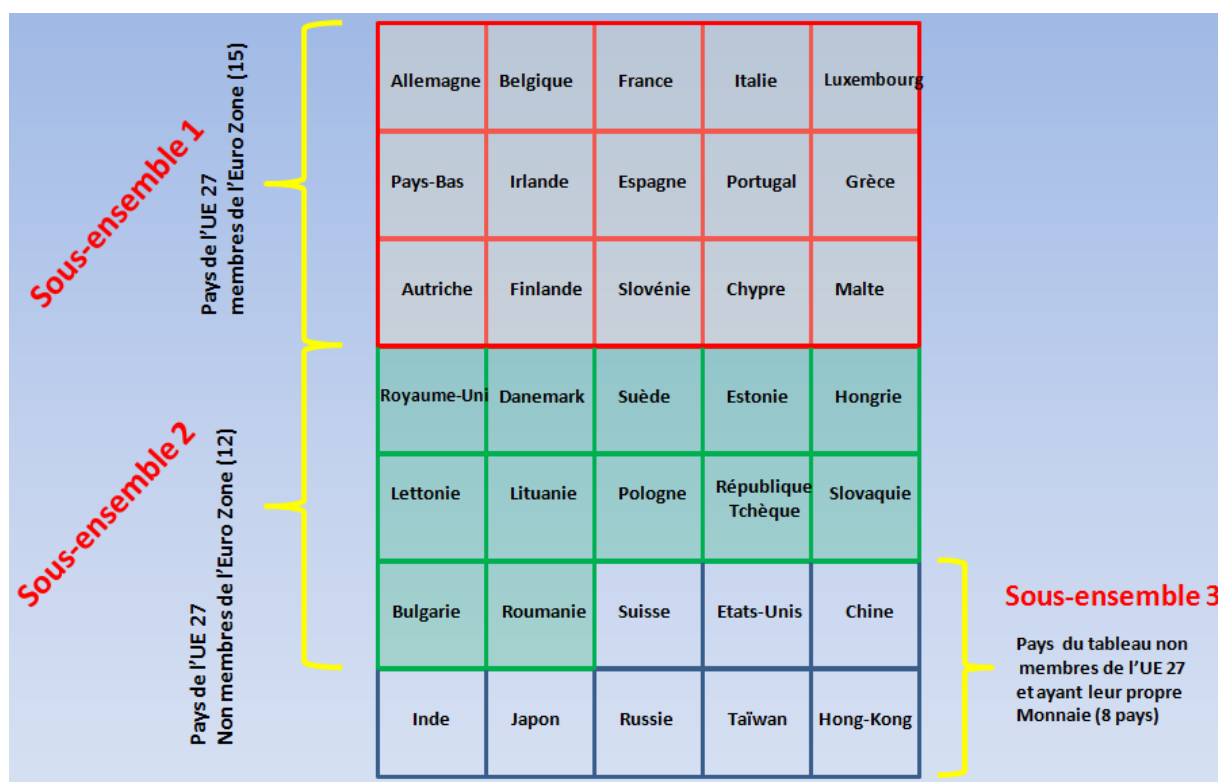 Sous-ensemble 1
Pays de l'UE 27
membres de l'Euro Zone (15)
Allemagne Belgique France Italie Luxembourg
Pays-Bas Irlande Espagne Portugal Grèce
Autriche Finlande Slovénie Chypre Malte
Sous-ensemble 2
Pays de l'UE 27
Non membres de l'Euro Zone (12)
Royaume-Uni Danemark Suède Estonie Hongrie
Lettonie Lituanie Pologne République Tchèque Slovaquie
Bulgarie Roumanie Suisse Etats-Unis Chine
Inde Japon Russie Taïwan Hong-Kong
Sous-ensemble 3
Pays du tableau non
membres de l'UE 27
et ayant leur propre
Monnaie (8 pays)